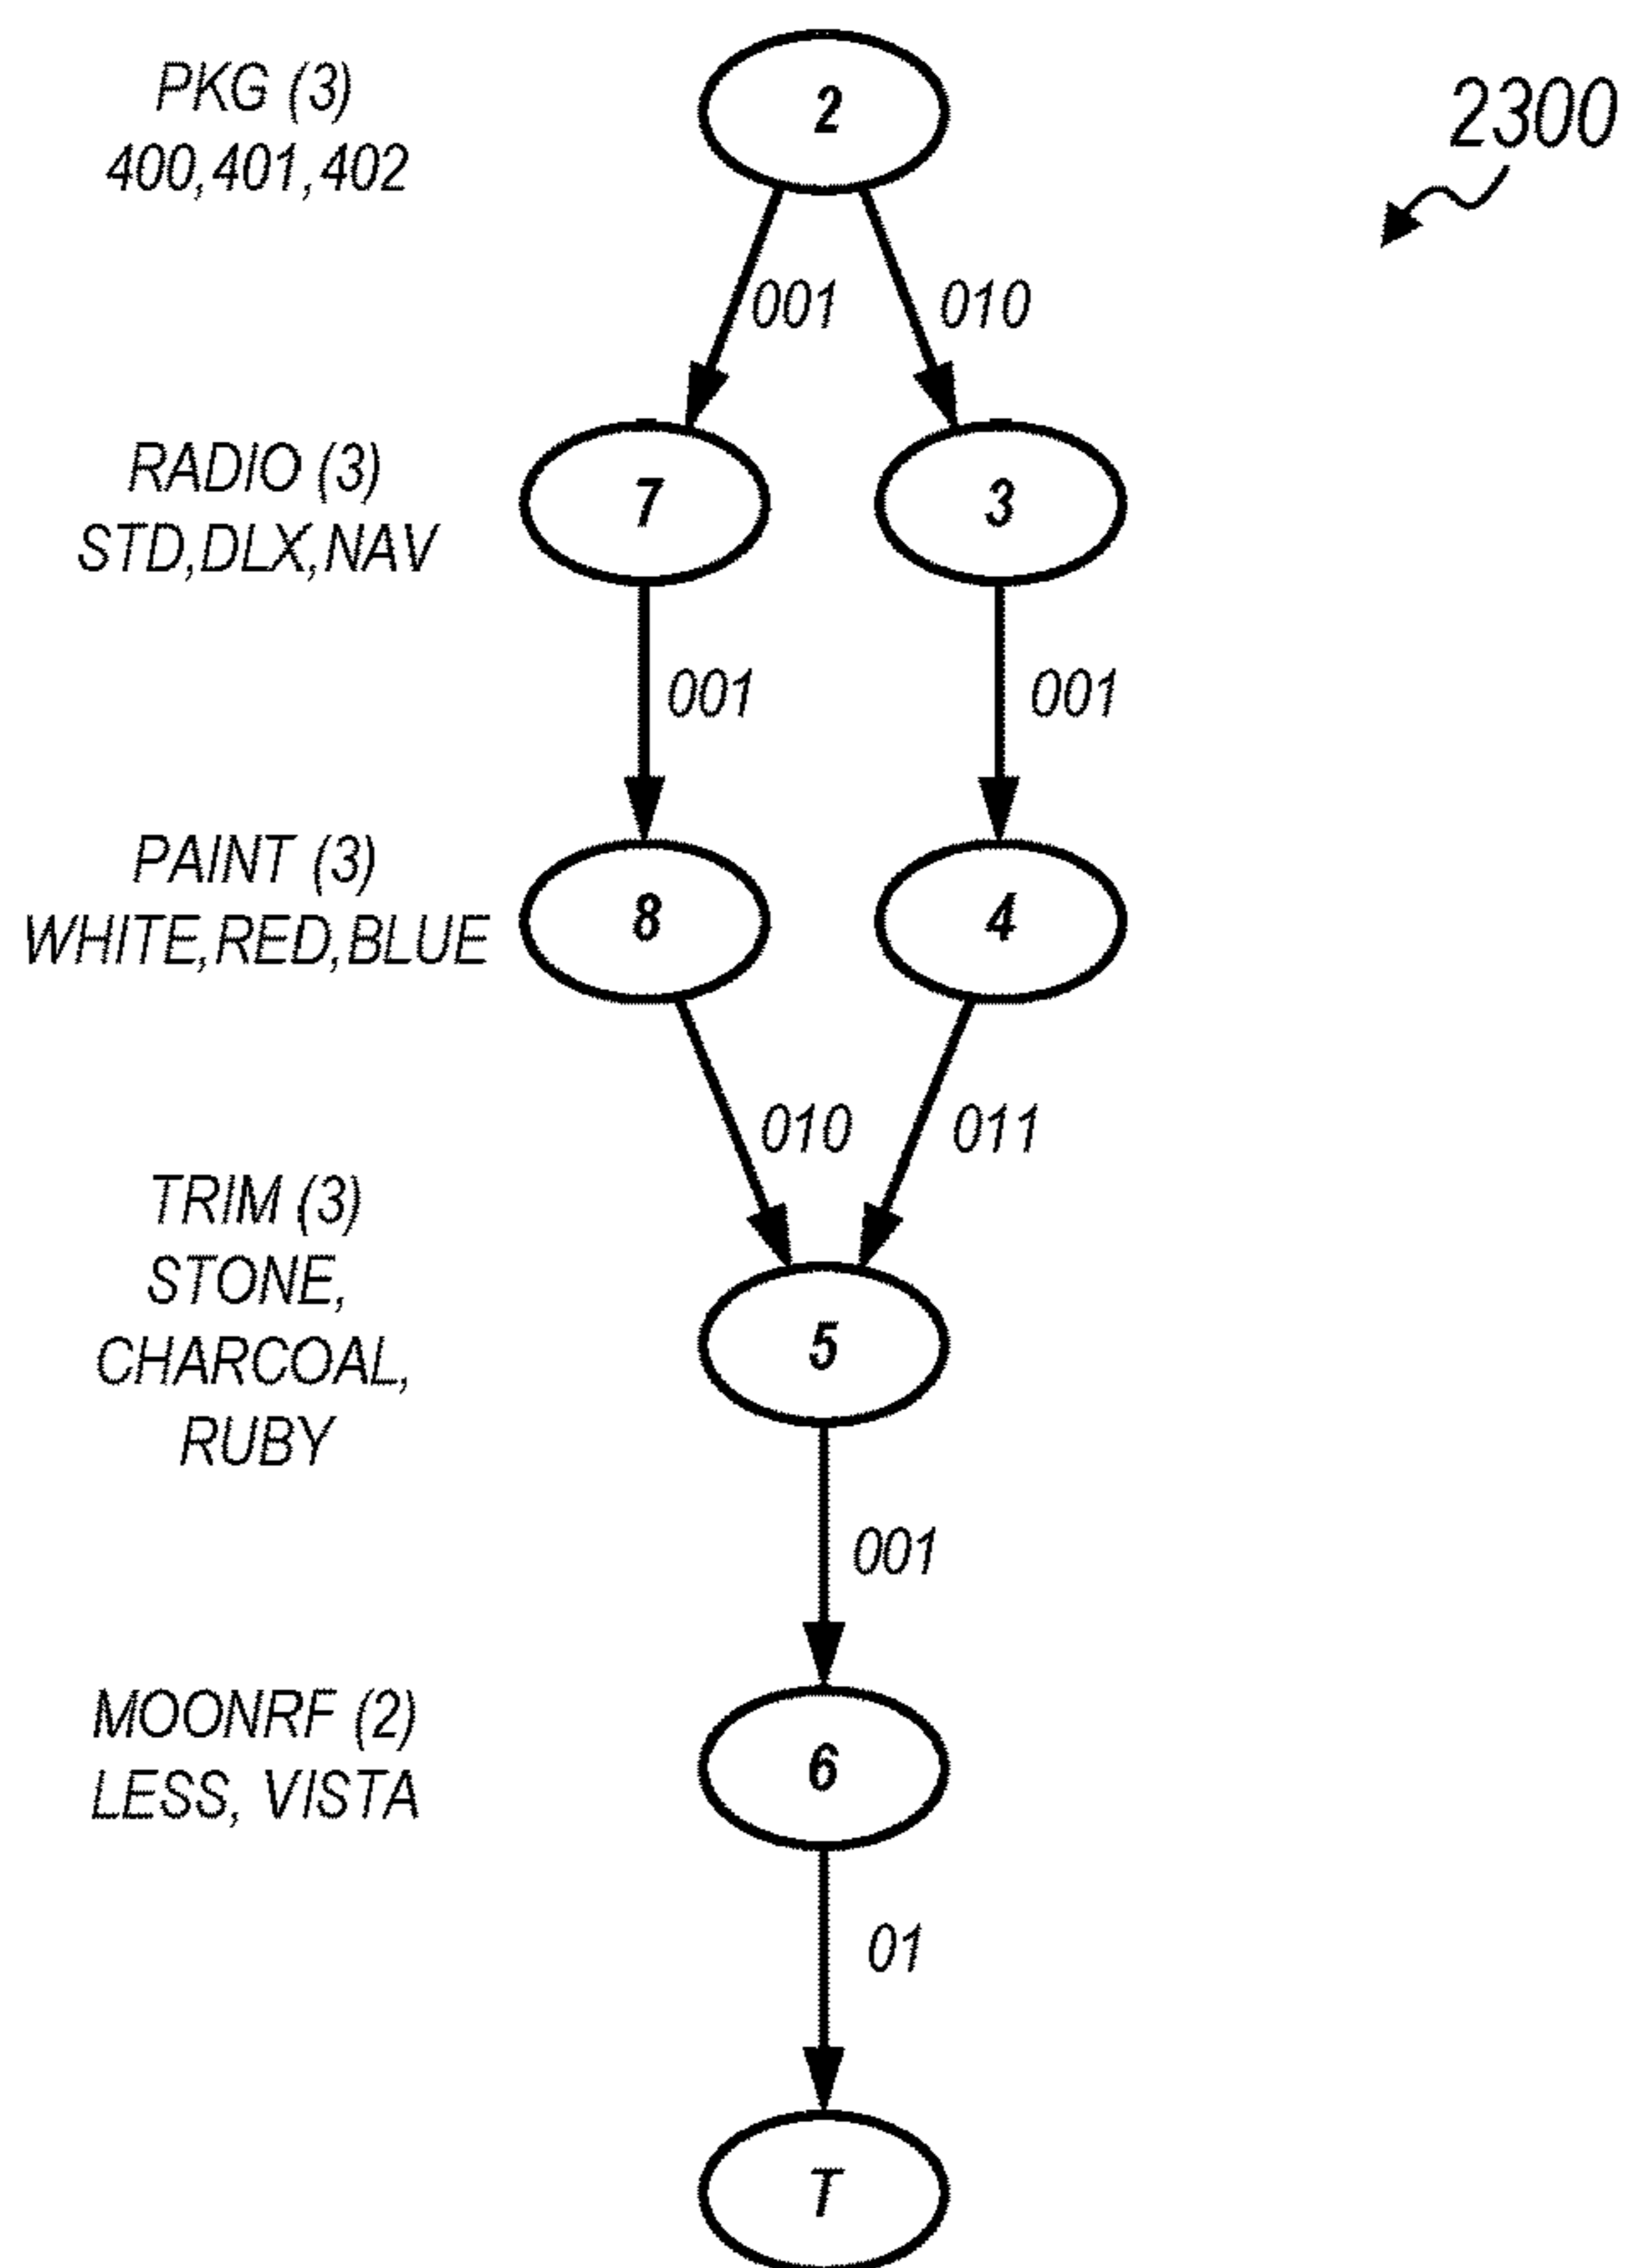 PKG (3)
400,401,402
2
2300
001
010
RADIO (3)
STD,DLX,NAV
7
3
001
001
PAINT (3)
WHITE,RED,BLUE
8
4
010
011
TRIM (3)
STONE,
CHARCOAL,
RUBY
5
001
MOONRF (2)
LESS, VISTA
6
01
T